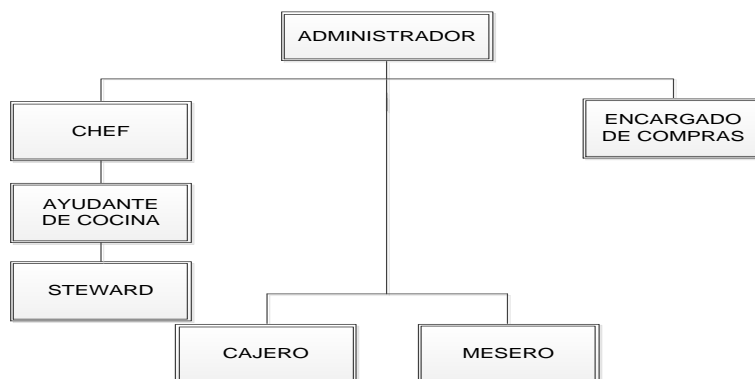 ADMINISTRADOR
CHEF
ENCARGADO
DE COMPRAS
AYUDANTE
DE COCINA
STEWARD
CAJERO
MESERO